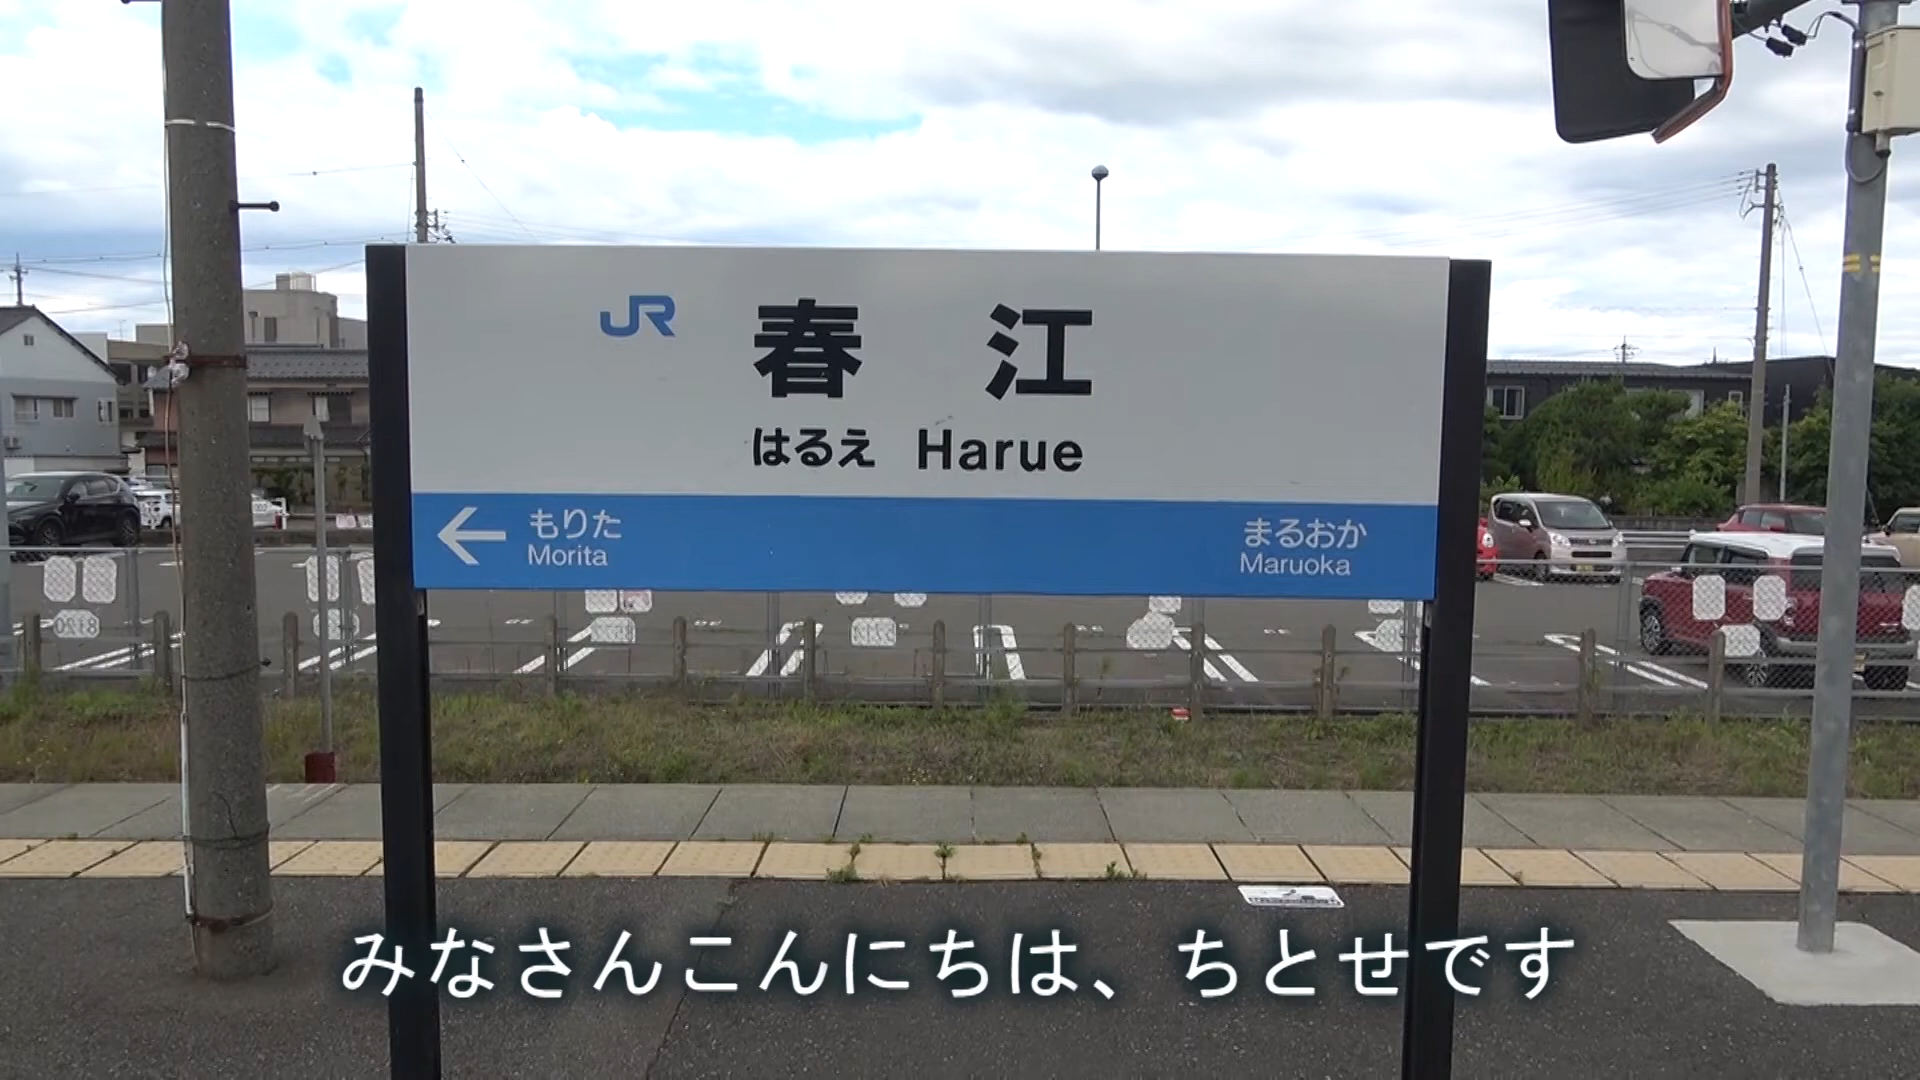 JR 春江
はるえ Harue
← もりた
Morita
まるおか
Maruoka
みなさんこんにちは、ちとせです